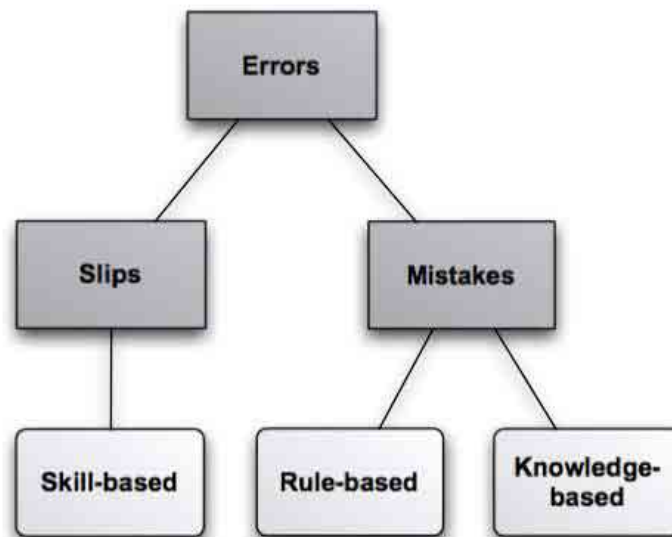 Errors
Slips
Mistakes
Skill-based
Rule-based
Knowledge-
based